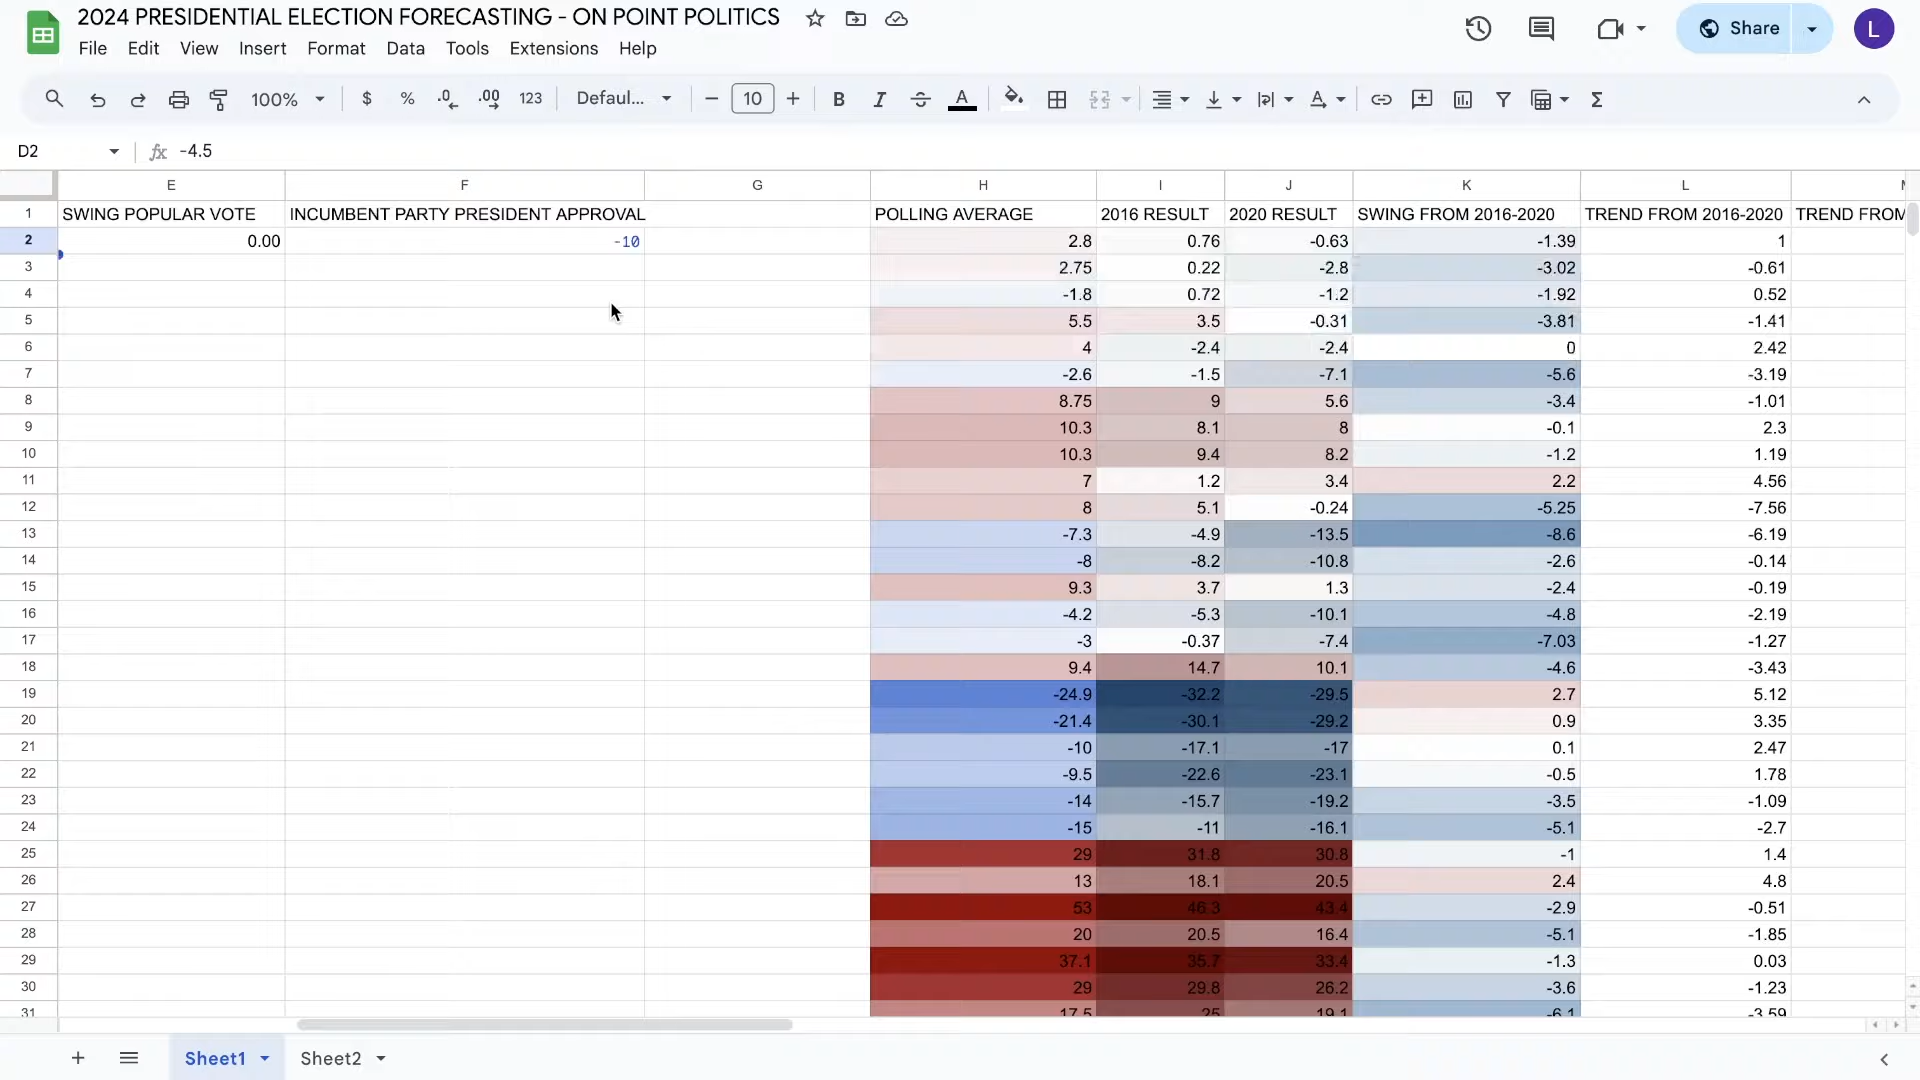 2024 PRESIDENTIAL ELECTION FORECASTING - ON POINT POLITICS
File Edit View Insert Format Data Tools Extensions Help
Share
L
100% $ % .0 .00 123 Defaul... 10 B I A A Σ
D2 fx -4.5
E F G H I J K L
1 SWING POPULAR VOTE INCUMBENT PARTY PRESIDENT APPROVAL POLLING AVERAGE 2016 RESULT 2020 RESULT SWING FROM 2016-2020 TREND FROM 2016-2020 TREND FROM
2 0.00 -10 2.8 0.76 -0.63 -1.39 1
3 2.75 0.22 -2.8 -3.02 -0.61
4 -1.8 0.72 -1.2 -1.92 0.52
5 5.5 3.5 -0.31 -3.81 -1.41
6 4 -2.4 -2.4 0 2.42
7 -2.6 -1.5 -7.1 -5.6 -3.19
8 8.75 9 5.6 -3.4 -1.01
9 10.3 8.1 8 -0.1 2.3
10 10.3 9.4 8.2 -1.2 1.19
11 7 1.2 3.4 2.2 4.56
12 8 5.1 -0.24 -5.25 -7.56
13 -7.3 -4.9 -13.5 -8.6 -6.19
14 -8 -8.2 -10.8 -2.6 -0.14
15 9.3 3.7 1.3 -2.4 -0.19
16 -4.2 -5.3 -10.1 -4.8 -2.19
17 -3 -0.37 -7.4 -7.03 -1.27
18 9.4 14.7 10.1 -4.6 -3.43
19 -24.9 -32.2 -29.5 2.7 5.12
20 -21.4 -30.1 -29.2 0.9 3.35
21 -10 -17.1 -17 0.1 2.47
22 -9.5 -22.6 -23.1 -0.5 1.78
23 -14 -15.7 -19.2 -3.5 -1.09
24 -15 -11 -16.1 -5.1 -2.7
25 29 31.8 30.8 -1 1.4
26 13 18.1 20.5 2.4 4.8
27 53 46.3 43.4 -2.9 -0.51
28 20 20.5 16.4 -5.1 -1.85
29 37.1 35.7 33.4 -1.3 0.03
30 29 29.8 26.2 -3.6 -1.23
31 17.5 25 19.1 -6.1 -3.59
Sheet1 Sheet2